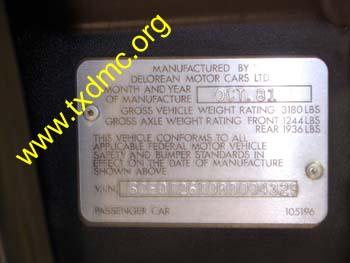 MANUFACTURED BY
DELOREAN MOTOR CARS LTD.
MONTH AND YEAR
OF MANUFACTURE OCT. 81
GROSS VEHICLE WEIGHT RATING 3180 LBS
GROSS AXLE WEIGHT RATING FRONT 1244 LBS
REAR 1936 LBS
THIS VEHICLE CONFORMS TO ALL
APPLICABLE FEDERAL MOTOR VEHICLE
SAFETY AND BUMPER STANDARDS IN
EFFECT ON THE DATE OF MANUFACTURE
SHOWN ABOVE
V.I.N.
PASSENGER CAR 105196
www.txdmc.org